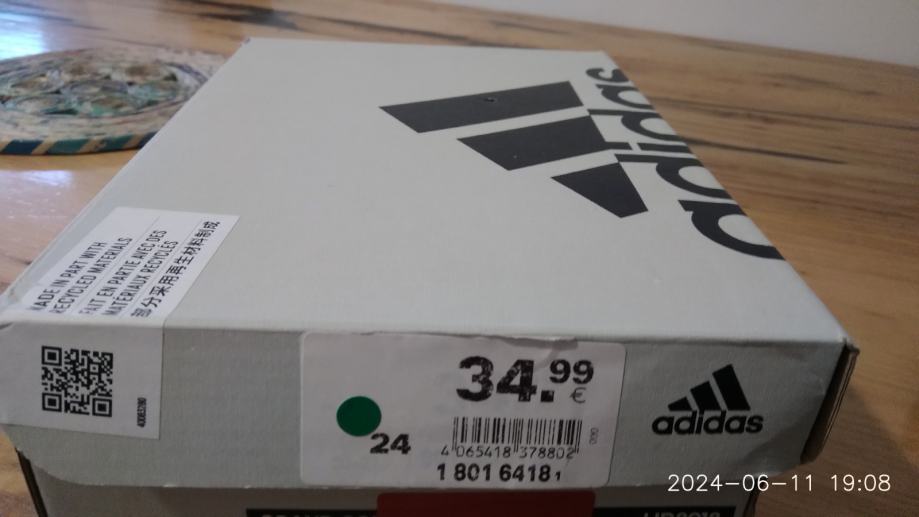 adidas
MADE IN PART WITH
RECYCLED MATERIALS
FAIT EN PARTIE AVEC DES
MATERIAUX RECYCLES
部分采用再生材料制成
34.99
€
24
4 065418 378802
000
1 801 6418 1
adidas
2024-06-11 19:08